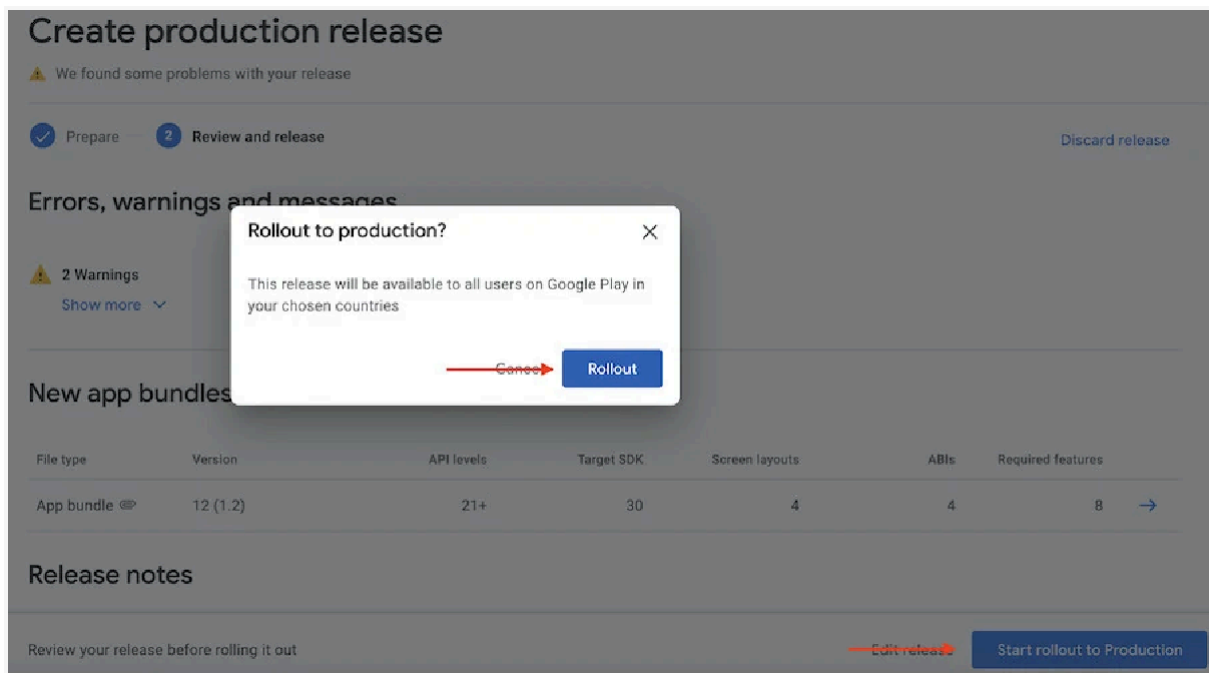 Create production release
We found some problems with your release
Prepare 2 Review and release
Discard release
Errors, warnings and messages
2 Warnings
Show more
Rollout to production?
This release will be available to all users on Google Play in
your chosen countries
Cancel Rollout
New app bundles
File type Version API levels Target SDK Screen layouts ABIs Required features
App bundle 12 (1.2) 21+ 30 4 4 8
Release notes
Review your release before rolling it out
Edit release Start rollout to Production